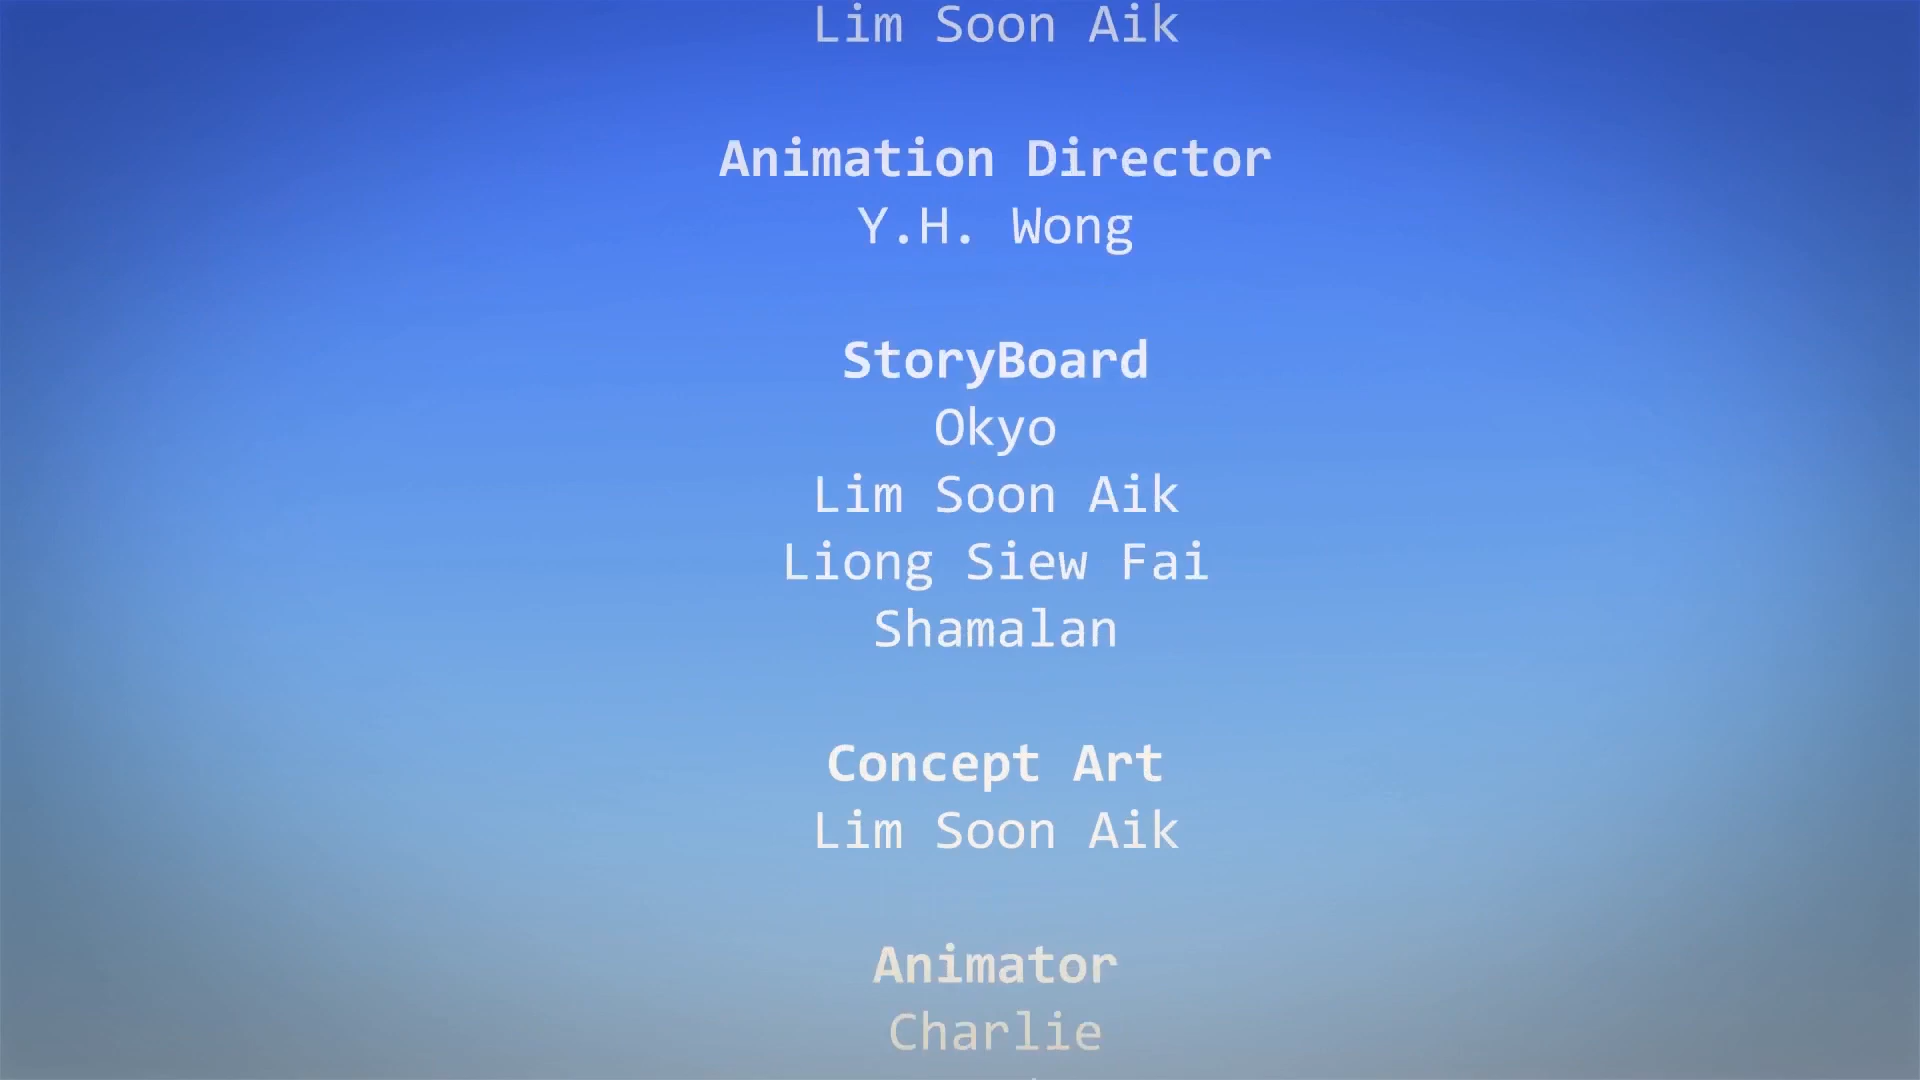 Lim Soon Aik
Animation Director
Y.H. Wong
StoryBoard
Okyo
Lim Soon Aik
Liong Siew Fai
Shamalan
Concept Art
Lim Soon Aik
Animator
Charlie